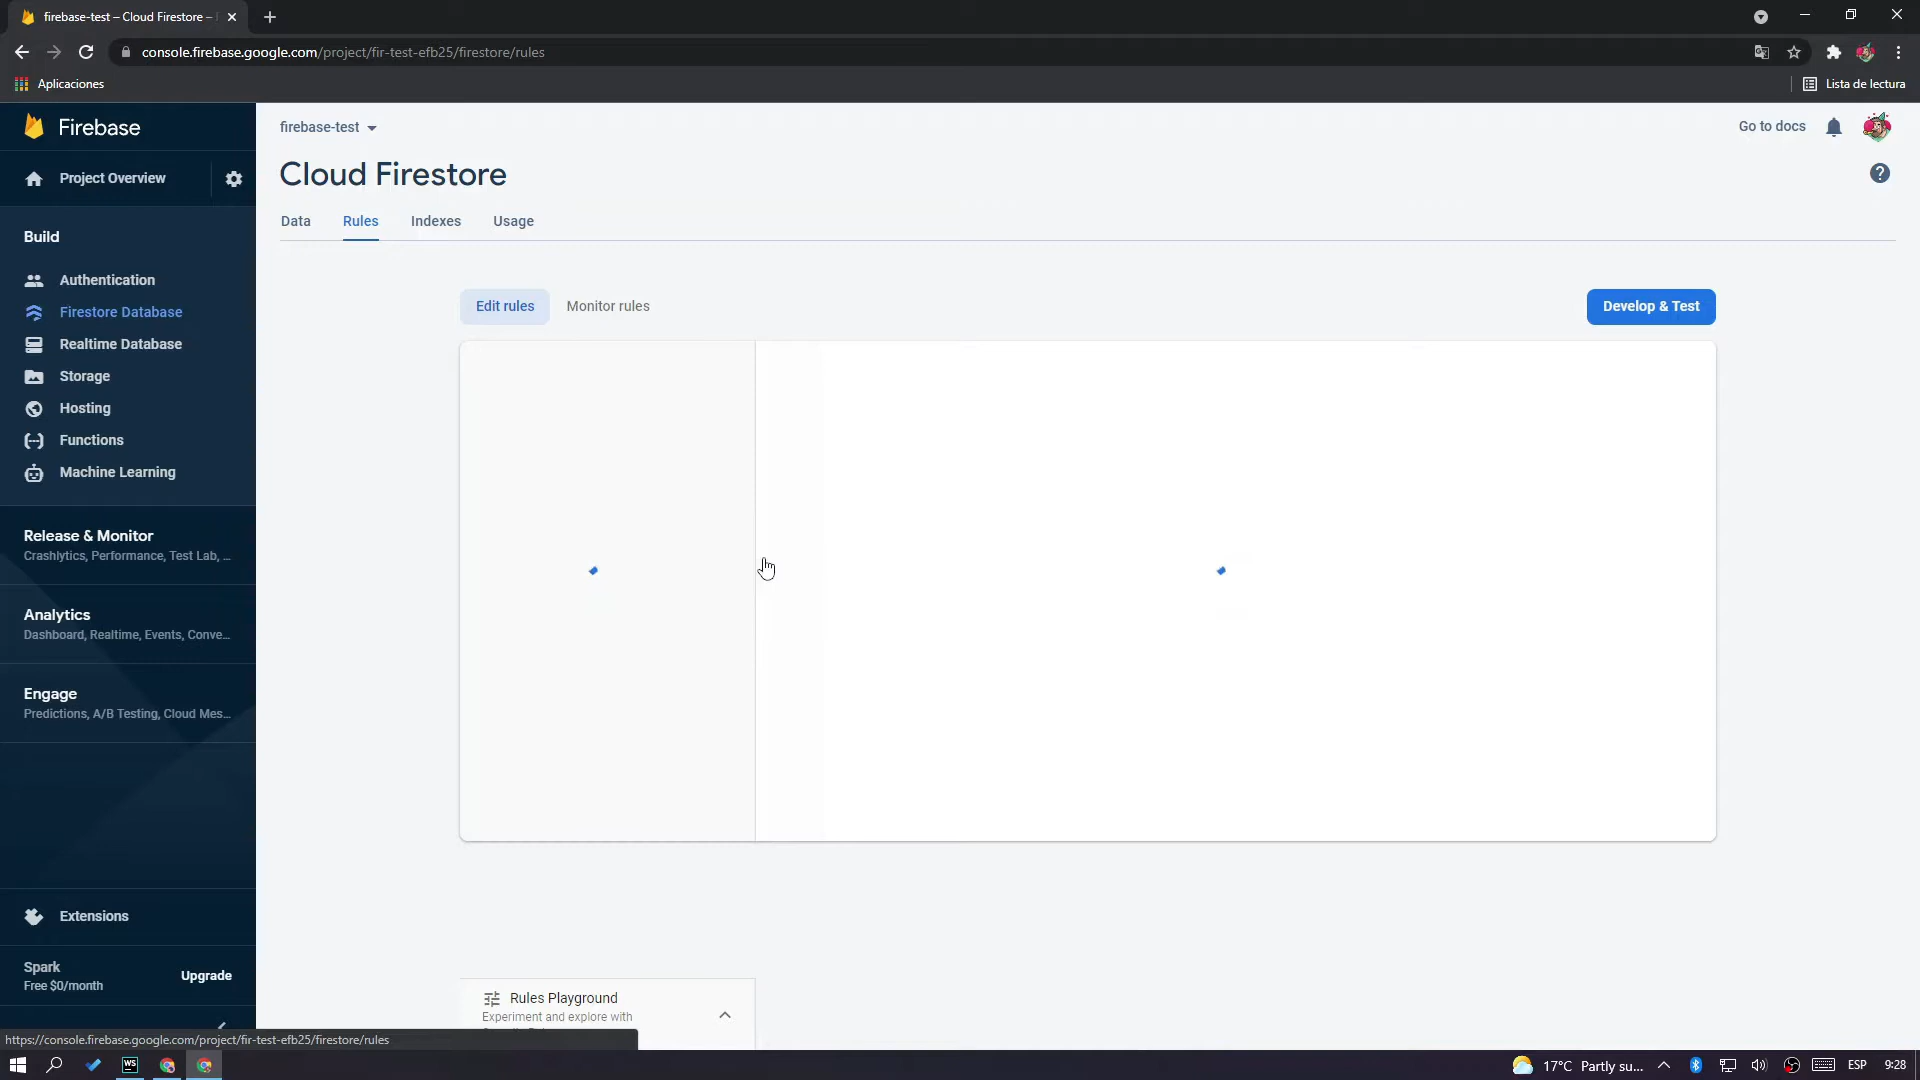 firebase-test – Cloud Firestore –
console.firebase.google.com/project/fir-test-efb25/firestore/rules
Aplicaciones
Lista de lectura
Firebase
firebase-test
Go to docs
Project Overview
Cloud Firestore
Data
Rules
Indexes
Usage
Build
Authentication
Firestore Database
Realtime Database
Storage
Hosting
Functions
Machine Learning
Edit rules
Monitor rules
Develop & Test
Release & Monitor
Crashlytics, Performance, Test Lab, ...
Analytics
Dashboard, Realtime, Events, Conve...
Engage
Predictions, A/B Testing, Cloud Mes...
Extensions
Spark
Free $0/month
Upgrade
Rules Playground
Experiment and explore with
https://console.firebase.google.com/project/fir-test-efb25/firestore/rules
WS
17°C Partly su...
ESP
9:28